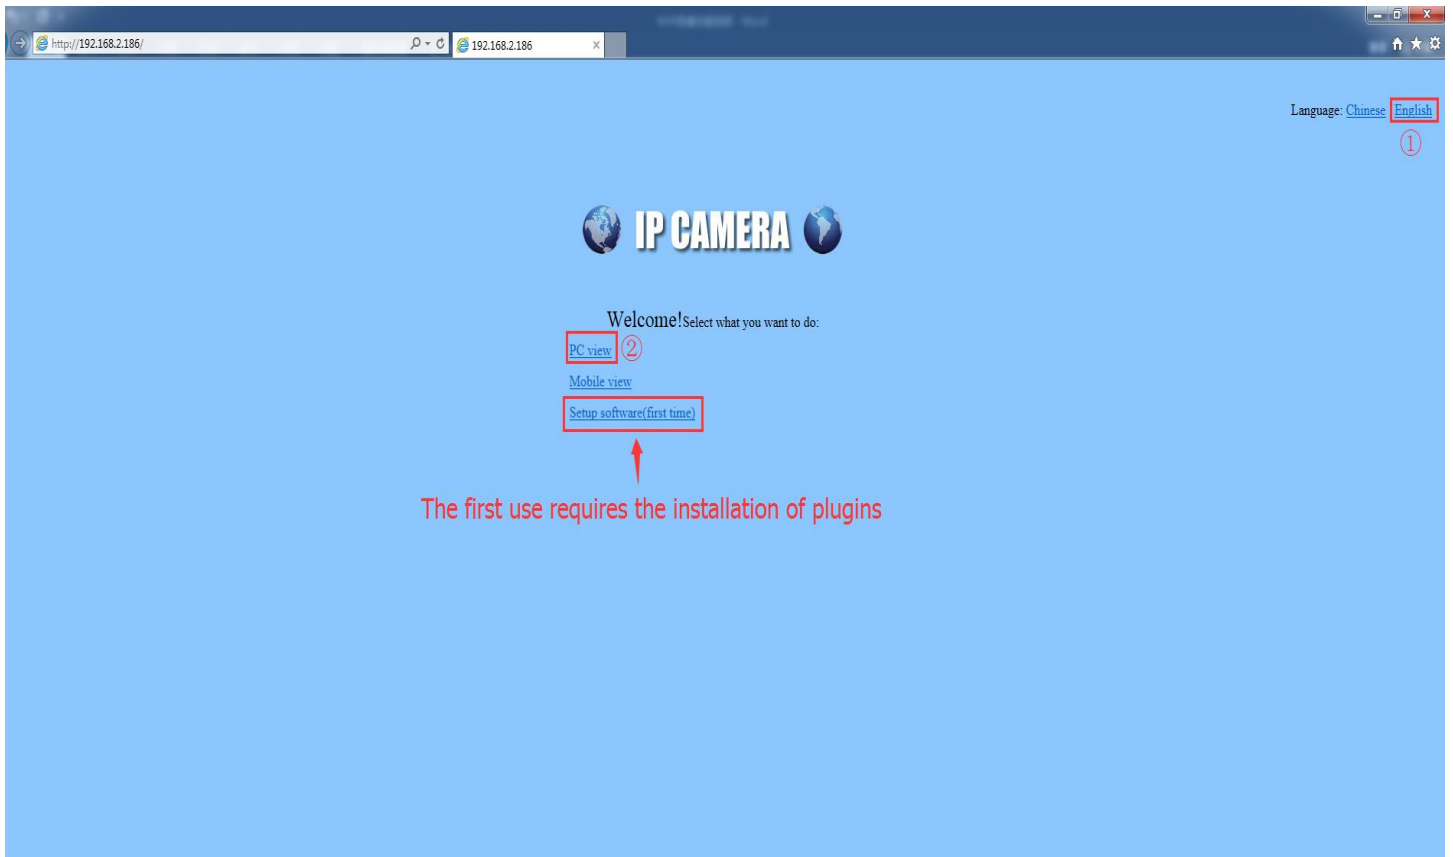 http://192.168.2.186/
192.168.2.186
Language: Chinese English
①
IP CAMERA
Welcome!Select what you want to do:
PC view ②
Mobile view
Setup software(first time)
The first use requires the installation of plugins